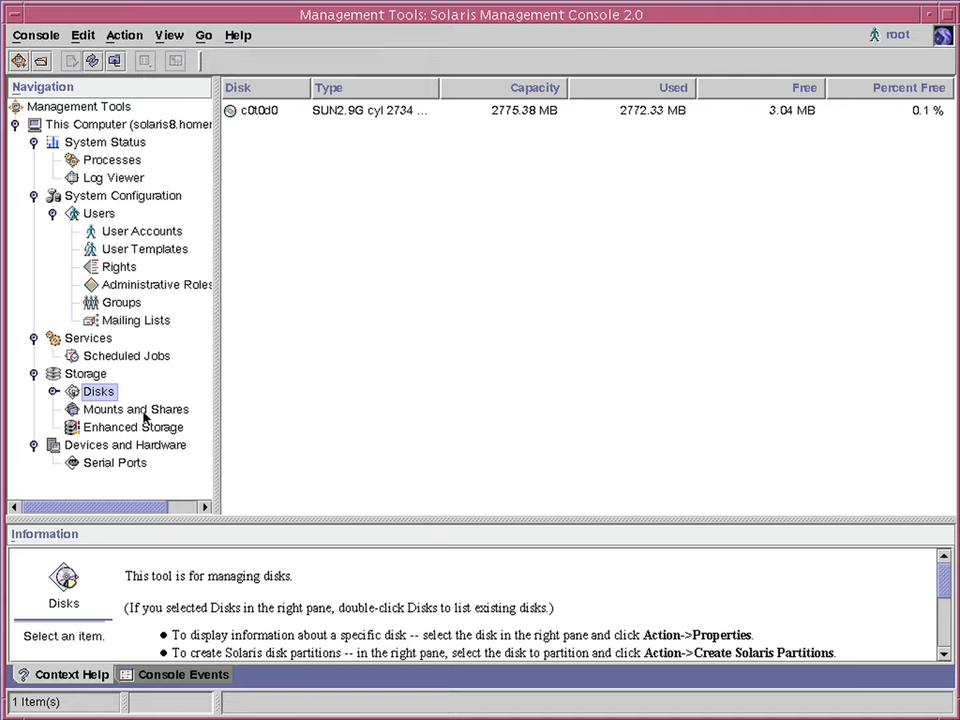 Management Tools: Solaris Management Console 2.0
Console Edit Action View Go Help root
Navigation
Management Tools
This Computer (solaris8.homer
System Status
Processes
Log Viewer
System Configuration
Users
User Accounts
User Templates
Rights
Administrative Roles
Groups
Mailing Lists
Services
Scheduled Jobs
Storage
Disks
Mounts and Shares
Enhanced Storage
Devices and Hardware
Serial Ports
Disk Type Capacity Used Free Percent Free
c0t0d0 SUN2.9G cyl 2734 ... 2775.38 MB 2772.33 MB 3.04 MB 0.1 %
Information
Disks
Select an item.
This tool is for managing disks.
(If you selected Disks in the right pane, double-click Disks to list existing disks.)
● To display information about a specific disk -- select the disk in the right pane and click Action->Properties.
● To create Solaris disk partitions -- in the right pane, select the disk to partition and click Action->Create Solaris Partitions.
Context Help Console Events
1 Item(s)